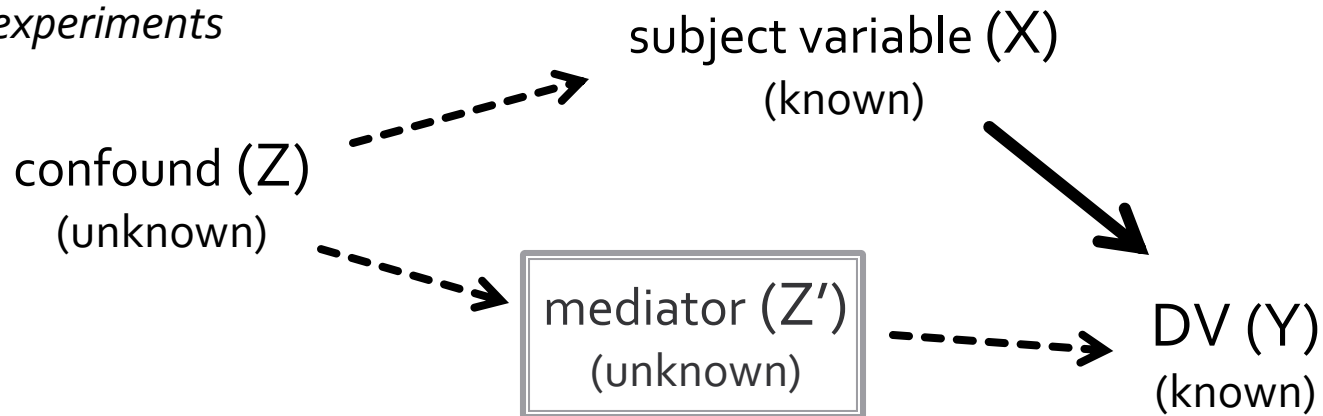 experiments
subject variable (X)
(known)
confound (Z)
(unknown)
mediator (Z′)
(unknown)
DV (Y)
(known)